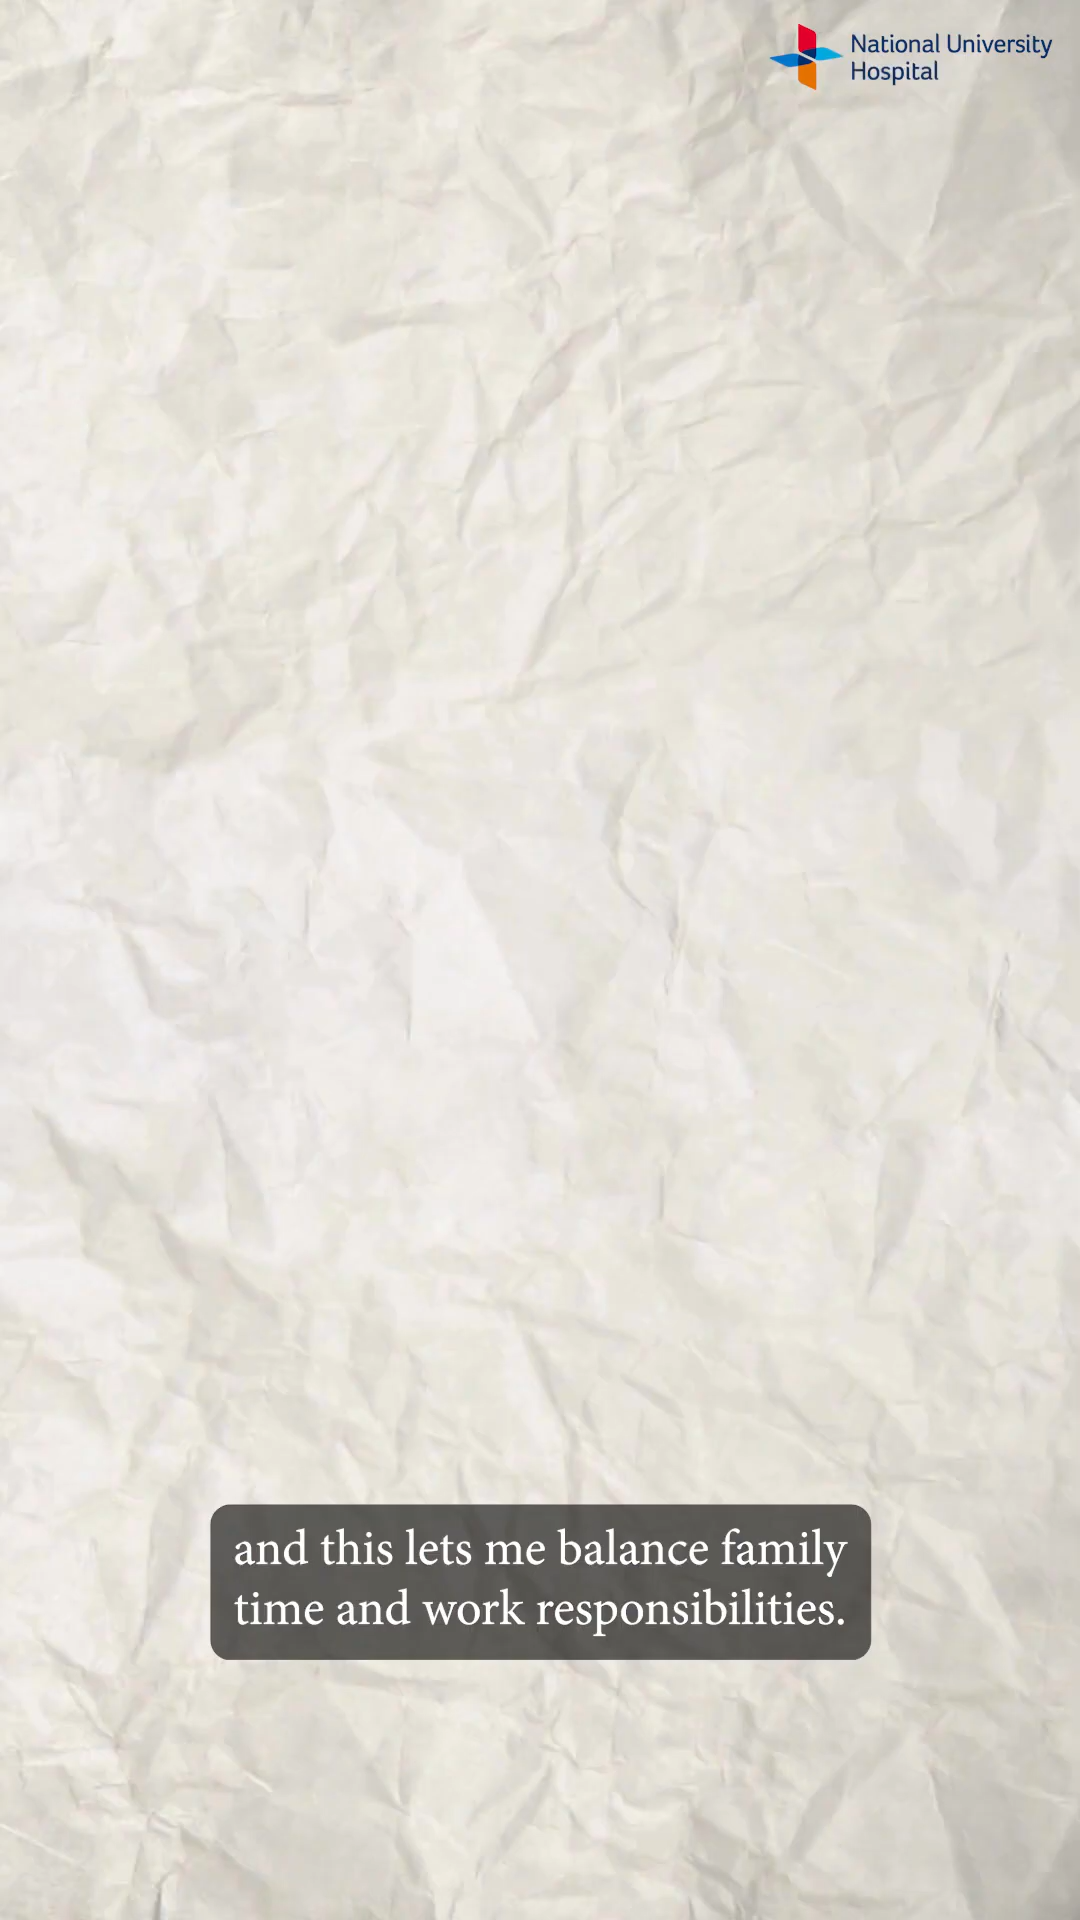 National University
Hospital
and this lets me balance family
time and work responsibilities.